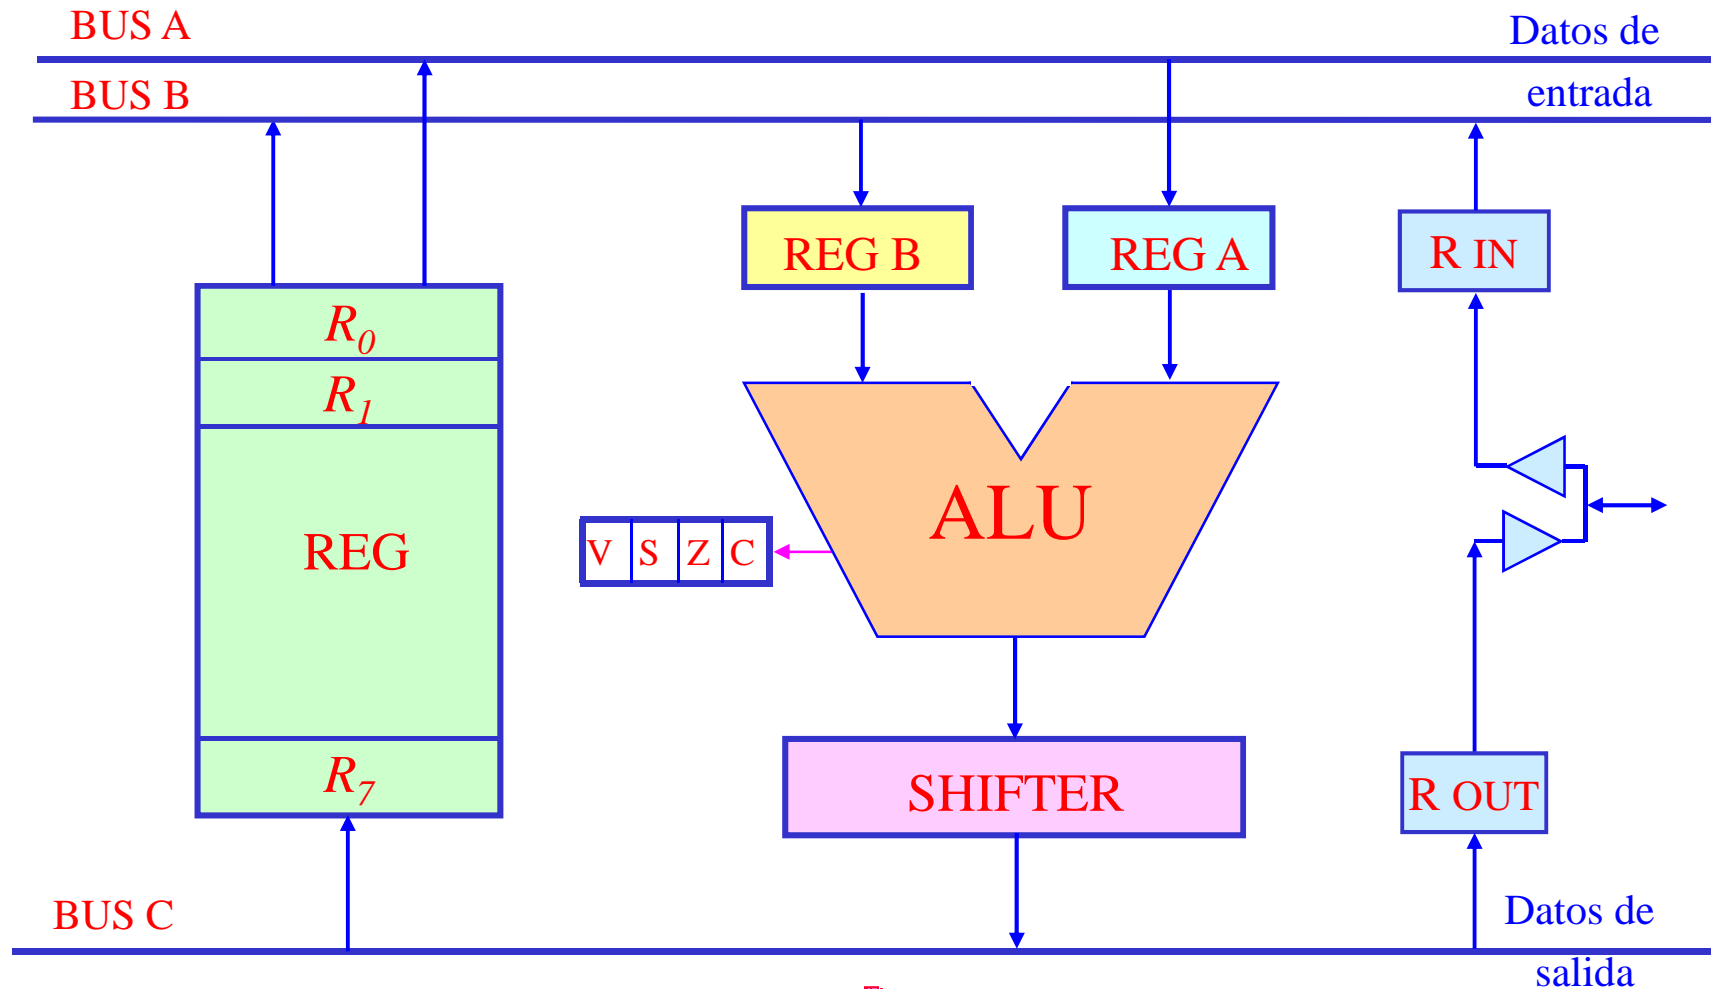 BUS A
Datos de
BUS B
entrada
REG B
REG A
R IN
R0
R1
ALU
REG
V S Z C
R7
SHIFTER
R OUT
BUS C
Datos de
salida